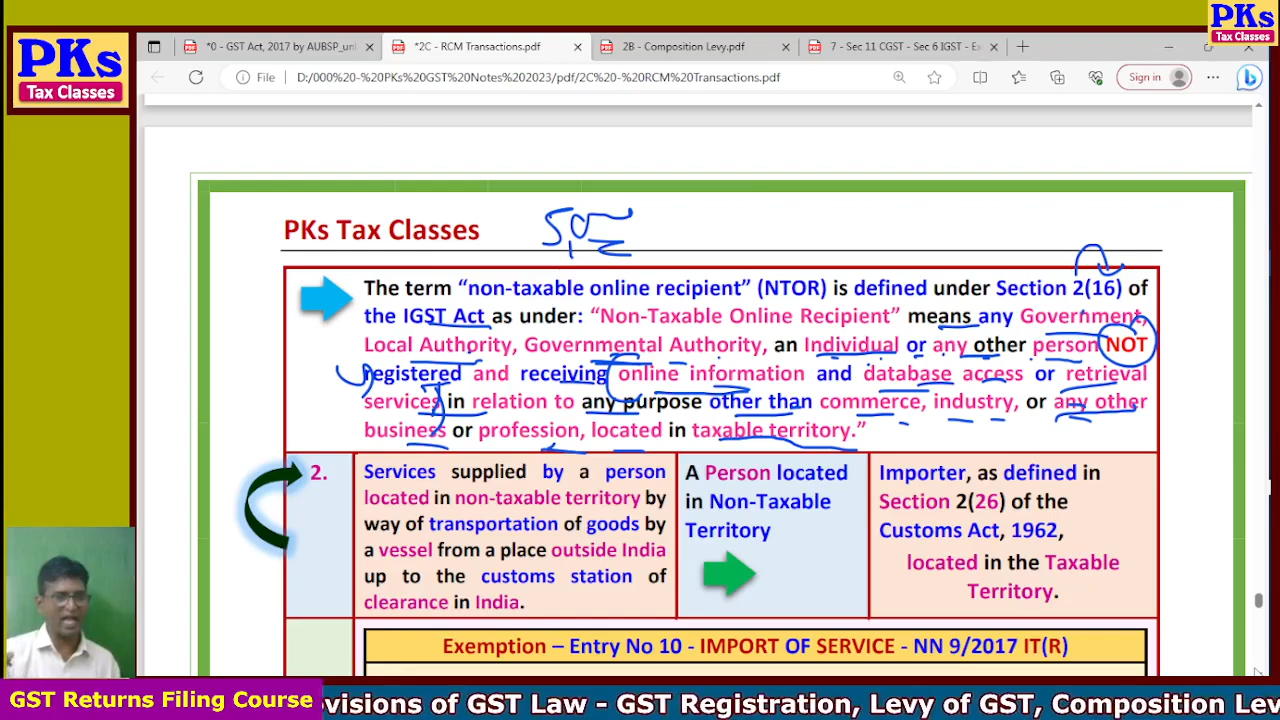 PKs
Tax Classes
PKs
Tax Classes
*0 - GST Act, 2017 by AUBSP_unl
*2C - RCM Transactions.pdf
2B - Composition Levy.pdf
7 - Sec 11 CGST - Sec 6 IGST - Ex
File
D:/000%20-%20PKs%20GST%20Notes%202023/pdf/2C%20-%20RCM%20Transactions.pdf
Sign in
PKs Tax Classes
The term “non-taxable online recipient” (NTOR) is defined under Section 2(16) of
the IGST Act as under: “Non-Taxable Online Recipient” means any Government,
Local Authority, Governmental Authority, an Individual or any other person NOT
registered and receiving online information and database access or retrieval
services in relation to any purpose other than commerce, industry, or any other
business or profession, located in taxable territory.”
2.
Services supplied by a person
located in non-taxable territory by
way of transportation of goods by
a vessel from a place outside India
up to the customs station of
clearance in India.
A Person located
in Non-Taxable
Territory
Importer, as defined in
Section 2(26) of the
Customs Act, 1962,
located in the Taxable
Territory.
Exemption – Entry No 10 - IMPORT OF SERVICE - NN 9/2017 IT(R)
GST Returns Filing Course
ovisions of GST Law - GST Registration, Levy of GST, Composition Lev